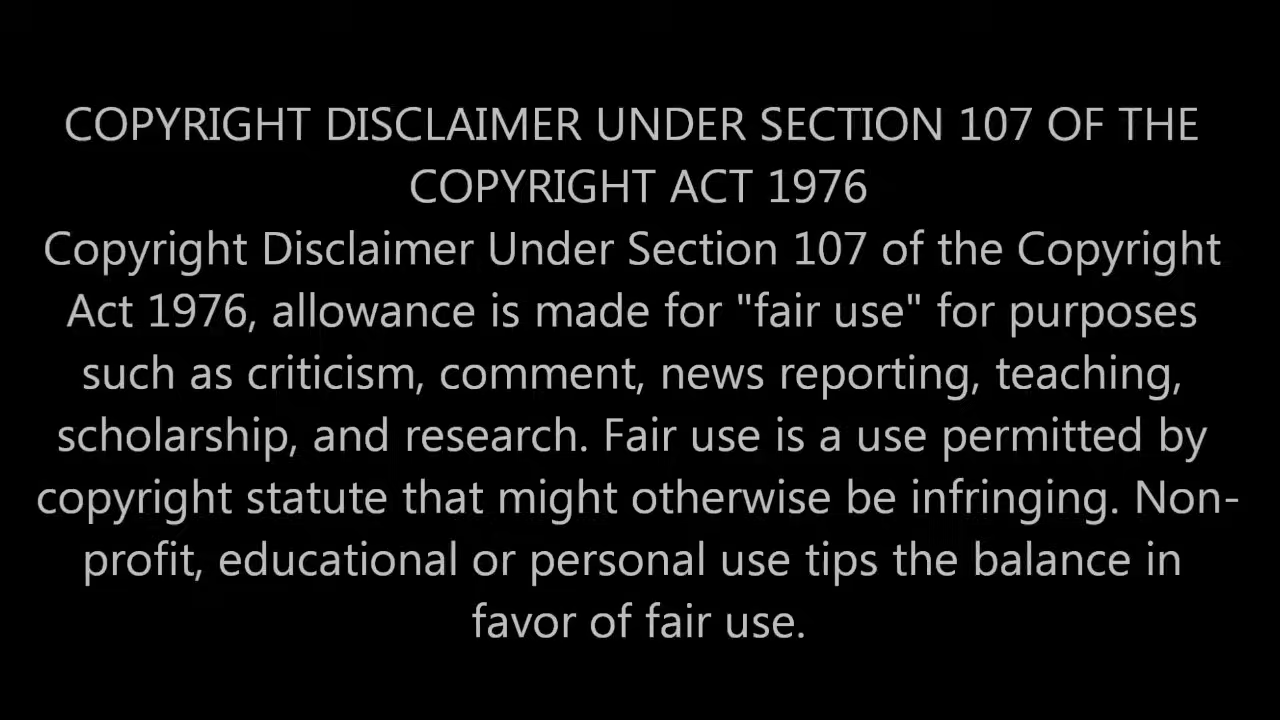 COPYRIGHT DISCLAIMER UNDER SECTION 107 OF THE
COPYRIGHT ACT 1976
Copyright Disclaimer Under Section 107 of the Copyright
Act 1976, allowance is made for "fair use" for purposes
such as criticism, comment, news reporting, teaching,
scholarship, and research. Fair use is a use permitted by
copyright statute that might otherwise be infringing. Non-
profit, educational or personal use tips the balance in
favor of fair use.